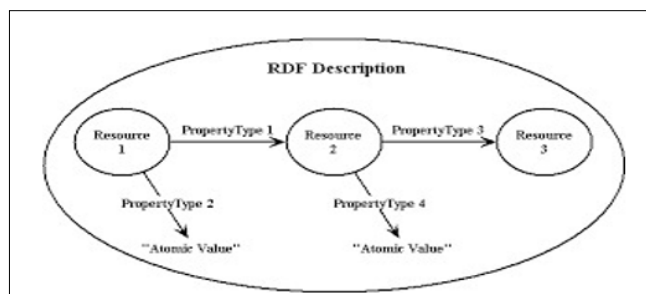 RDF Description
Resource
1
PropertyType 1
Resource
2
PropertyType 3
Resource
3
PropertyType 2
PropertyType 4
"Atomic Value"
"Atomic Value"